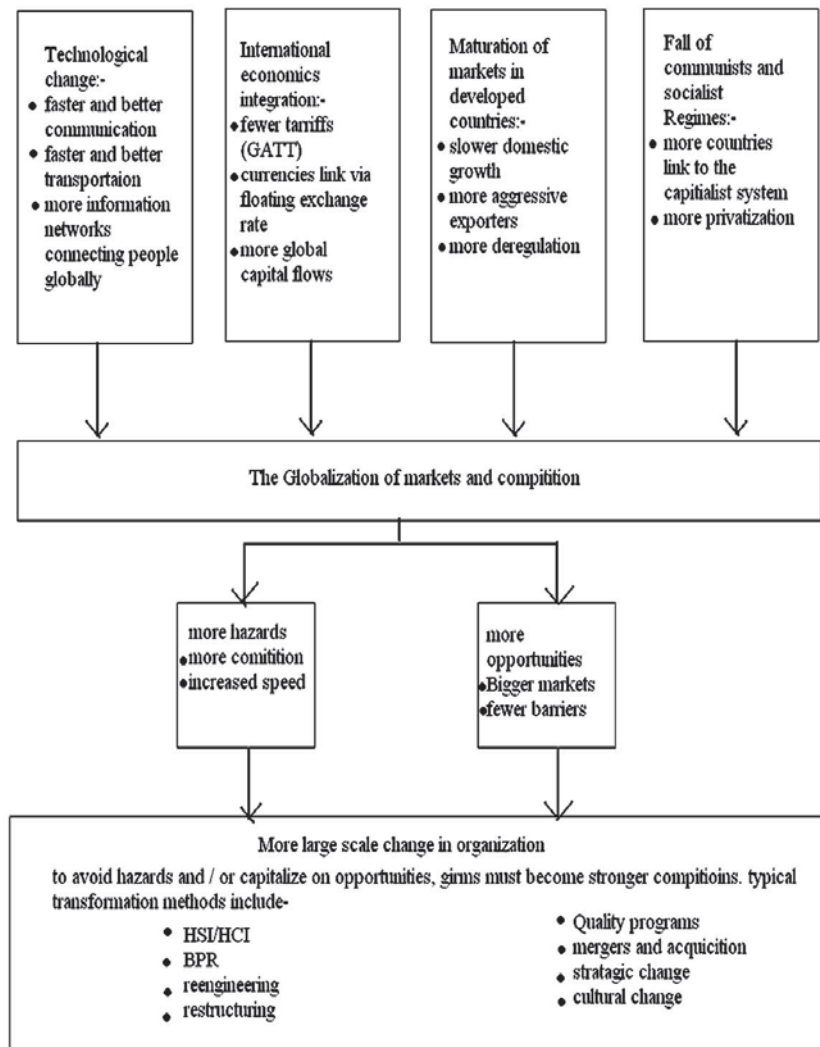 Technological
change:-
● faster and better
communication
● faster and better
transportaion
● more information
networks
connecting people
globally
International
economics
integration:-
◆fewer tarriffs
(GATT)
◆currencies link via
floating exchange
rate
◆more global
capital flows
Maturation of
markets in
developed
countries:-
● slower domestic
growth
● more aggressive
exporters
● more deregulation
Fall of
communists and
socialist
Regimes:-
● more countries
link to the
capitialist system
● more privatization
The Globalization of markets and compitition
more hazards
●more comitition
●increased speed
more
opportunities
◆Bigger markets
●fewer barriers
More large scale change in organization
to avoid hazards and / or capitalize on opportunities, girms must become stronger compitioins. typical
transformation methods include-
● HSI/HCI
● BPR
● reengineering
● restructuring
● Quality programs
● mergers and acquicition
● stratagic change
● cultural change